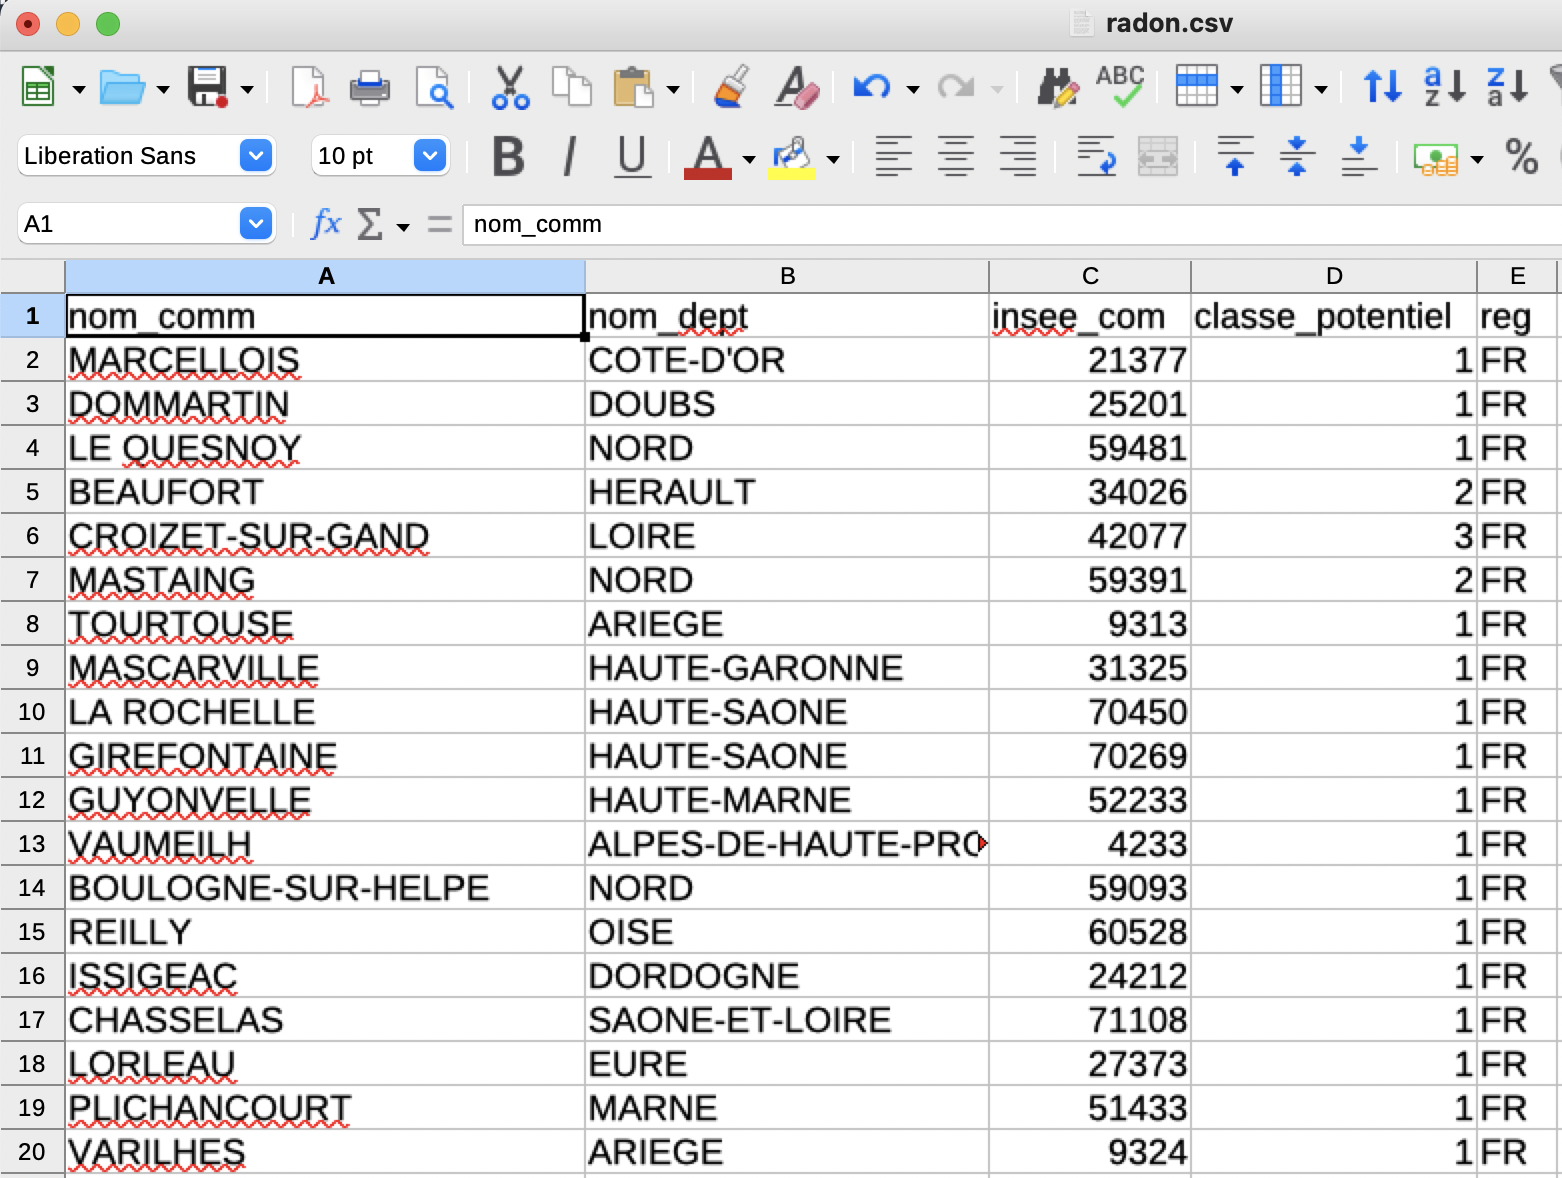 radon.csv
ABC
a z z a
Liberation Sans 10 pt B I U A %
A1 fx Σ = nom_comm
A B C D E
1 nom_comm nom_dept insee_com classe_potentiel reg
2 MARCELLOIS COTE-D'OR 21377 1 FR
3 DOMMARTIN DOUBS 25201 1 FR
4 LE QUESNOY NORD 59481 1 FR
5 BEAUFORT HERAULT 34026 2 FR
6 CROIZET-SUR-GAND LOIRE 42077 3 FR
7 MASTAING NORD 59391 2 FR
8 TOURTOUSE ARIEGE 9313 1 FR
9 MASCARVILLE HAUTE-GARONNE 31325 1 FR
10 LA ROCHELLE HAUTE-SAONE 70450 1 FR
11 GIREFONTAINE HAUTE-SAONE 70269 1 FR
12 GUYONVELLE HAUTE-MARNE 52233 1 FR
13 VAUMEILH ALPES-DE-HAUTE-PRO 4233 1 FR
14 BOULOGNE-SUR-HELPE NORD 59093 1 FR
15 REILLY OISE 60528 1 FR
16 ISSIGEAC DORDOGNE 24212 1 FR
17 CHASSELAS SAONE-ET-LOIRE 71108 1 FR
18 LORLEAU EURE 27373 1 FR
19 PLICHANCOURT MARNE 51433 1 FR
20 VARILHES ARIEGE 9324 1 FR